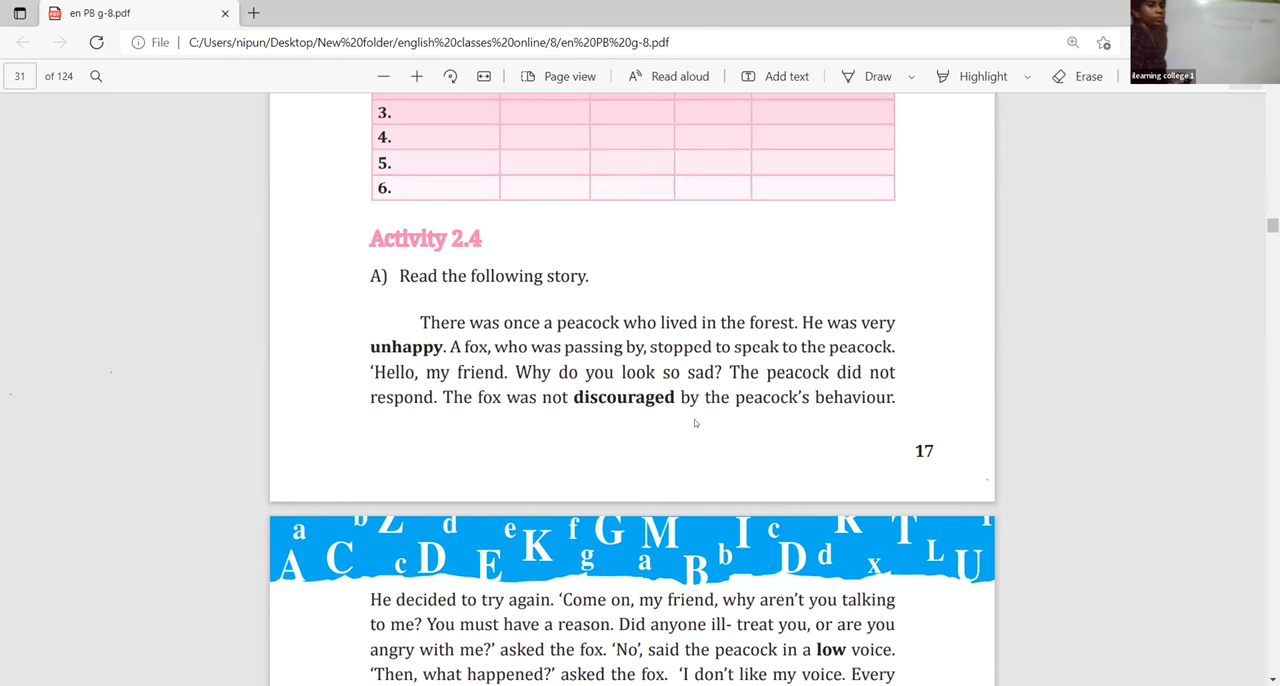 en PB g-8.pdf
File
C:/Users/nipun/Desktop/New%20folder/english%20classes%20online/8/en%20PB%20g-8.pdf
31 of 124
Page view
Read aloud
Add text
Draw
Highlight
Erase
ilearning college 1
3.
4.
5.
6.
Activity 2.4
A) Read the following story.
There was once a peacock who lived in the forest. He was very
unhappy. A fox, who was passing by, stopped to speak to the peacock.
‘Hello, my friend. Why do you look so sad? The peacock did not
respond. The fox was not discouraged by the peacock’s behaviour.
17
a b Z d e K f G M I c R T
A C c D E g a B b D d x L U
He decided to try again. ‘Come on, my friend, why aren’t you talking
to me? You must have a reason. Did anyone ill- treat you, or are you
angry with me?’ asked the fox. ‘No’, said the peacock in a low voice.
‘Then, what happened?’ asked the fox. ‘I don’t like my voice. Every